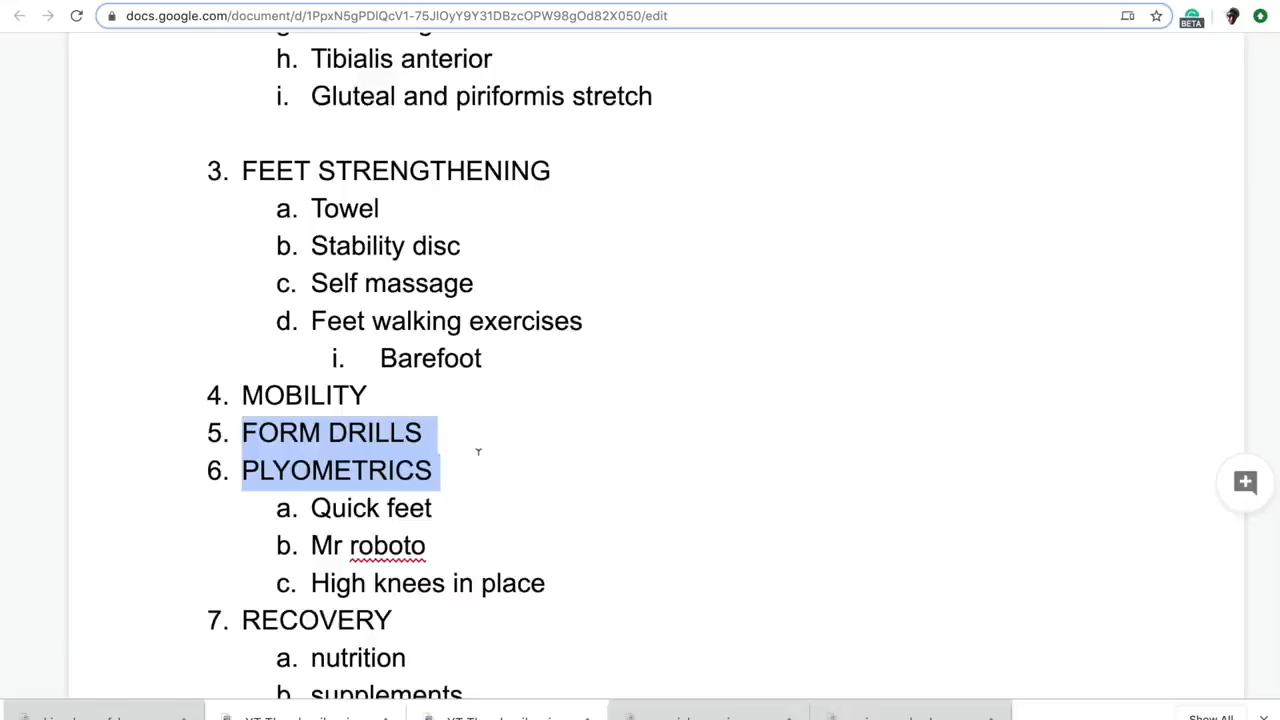 docs.google.com/document/d/1PpxN5gPDlQcV1-75JlOyY9Y31DBzcOPW98gOd82X050/edit
BETA
h. Tibialis anterior
i. Gluteal and piriformis stretch
3. FEET STRENGTHENING
a. Towel
b. Stability disc
c. Self massage
d. Feet walking exercises
i. Barefoot
4. MOBILITY
5. FORM DRILLS
6. PLYOMETRICS
a. Quick feet
b. Mr roboto
c. High knees in place
7. RECOVERY
a. nutrition
b. supplements
Show All